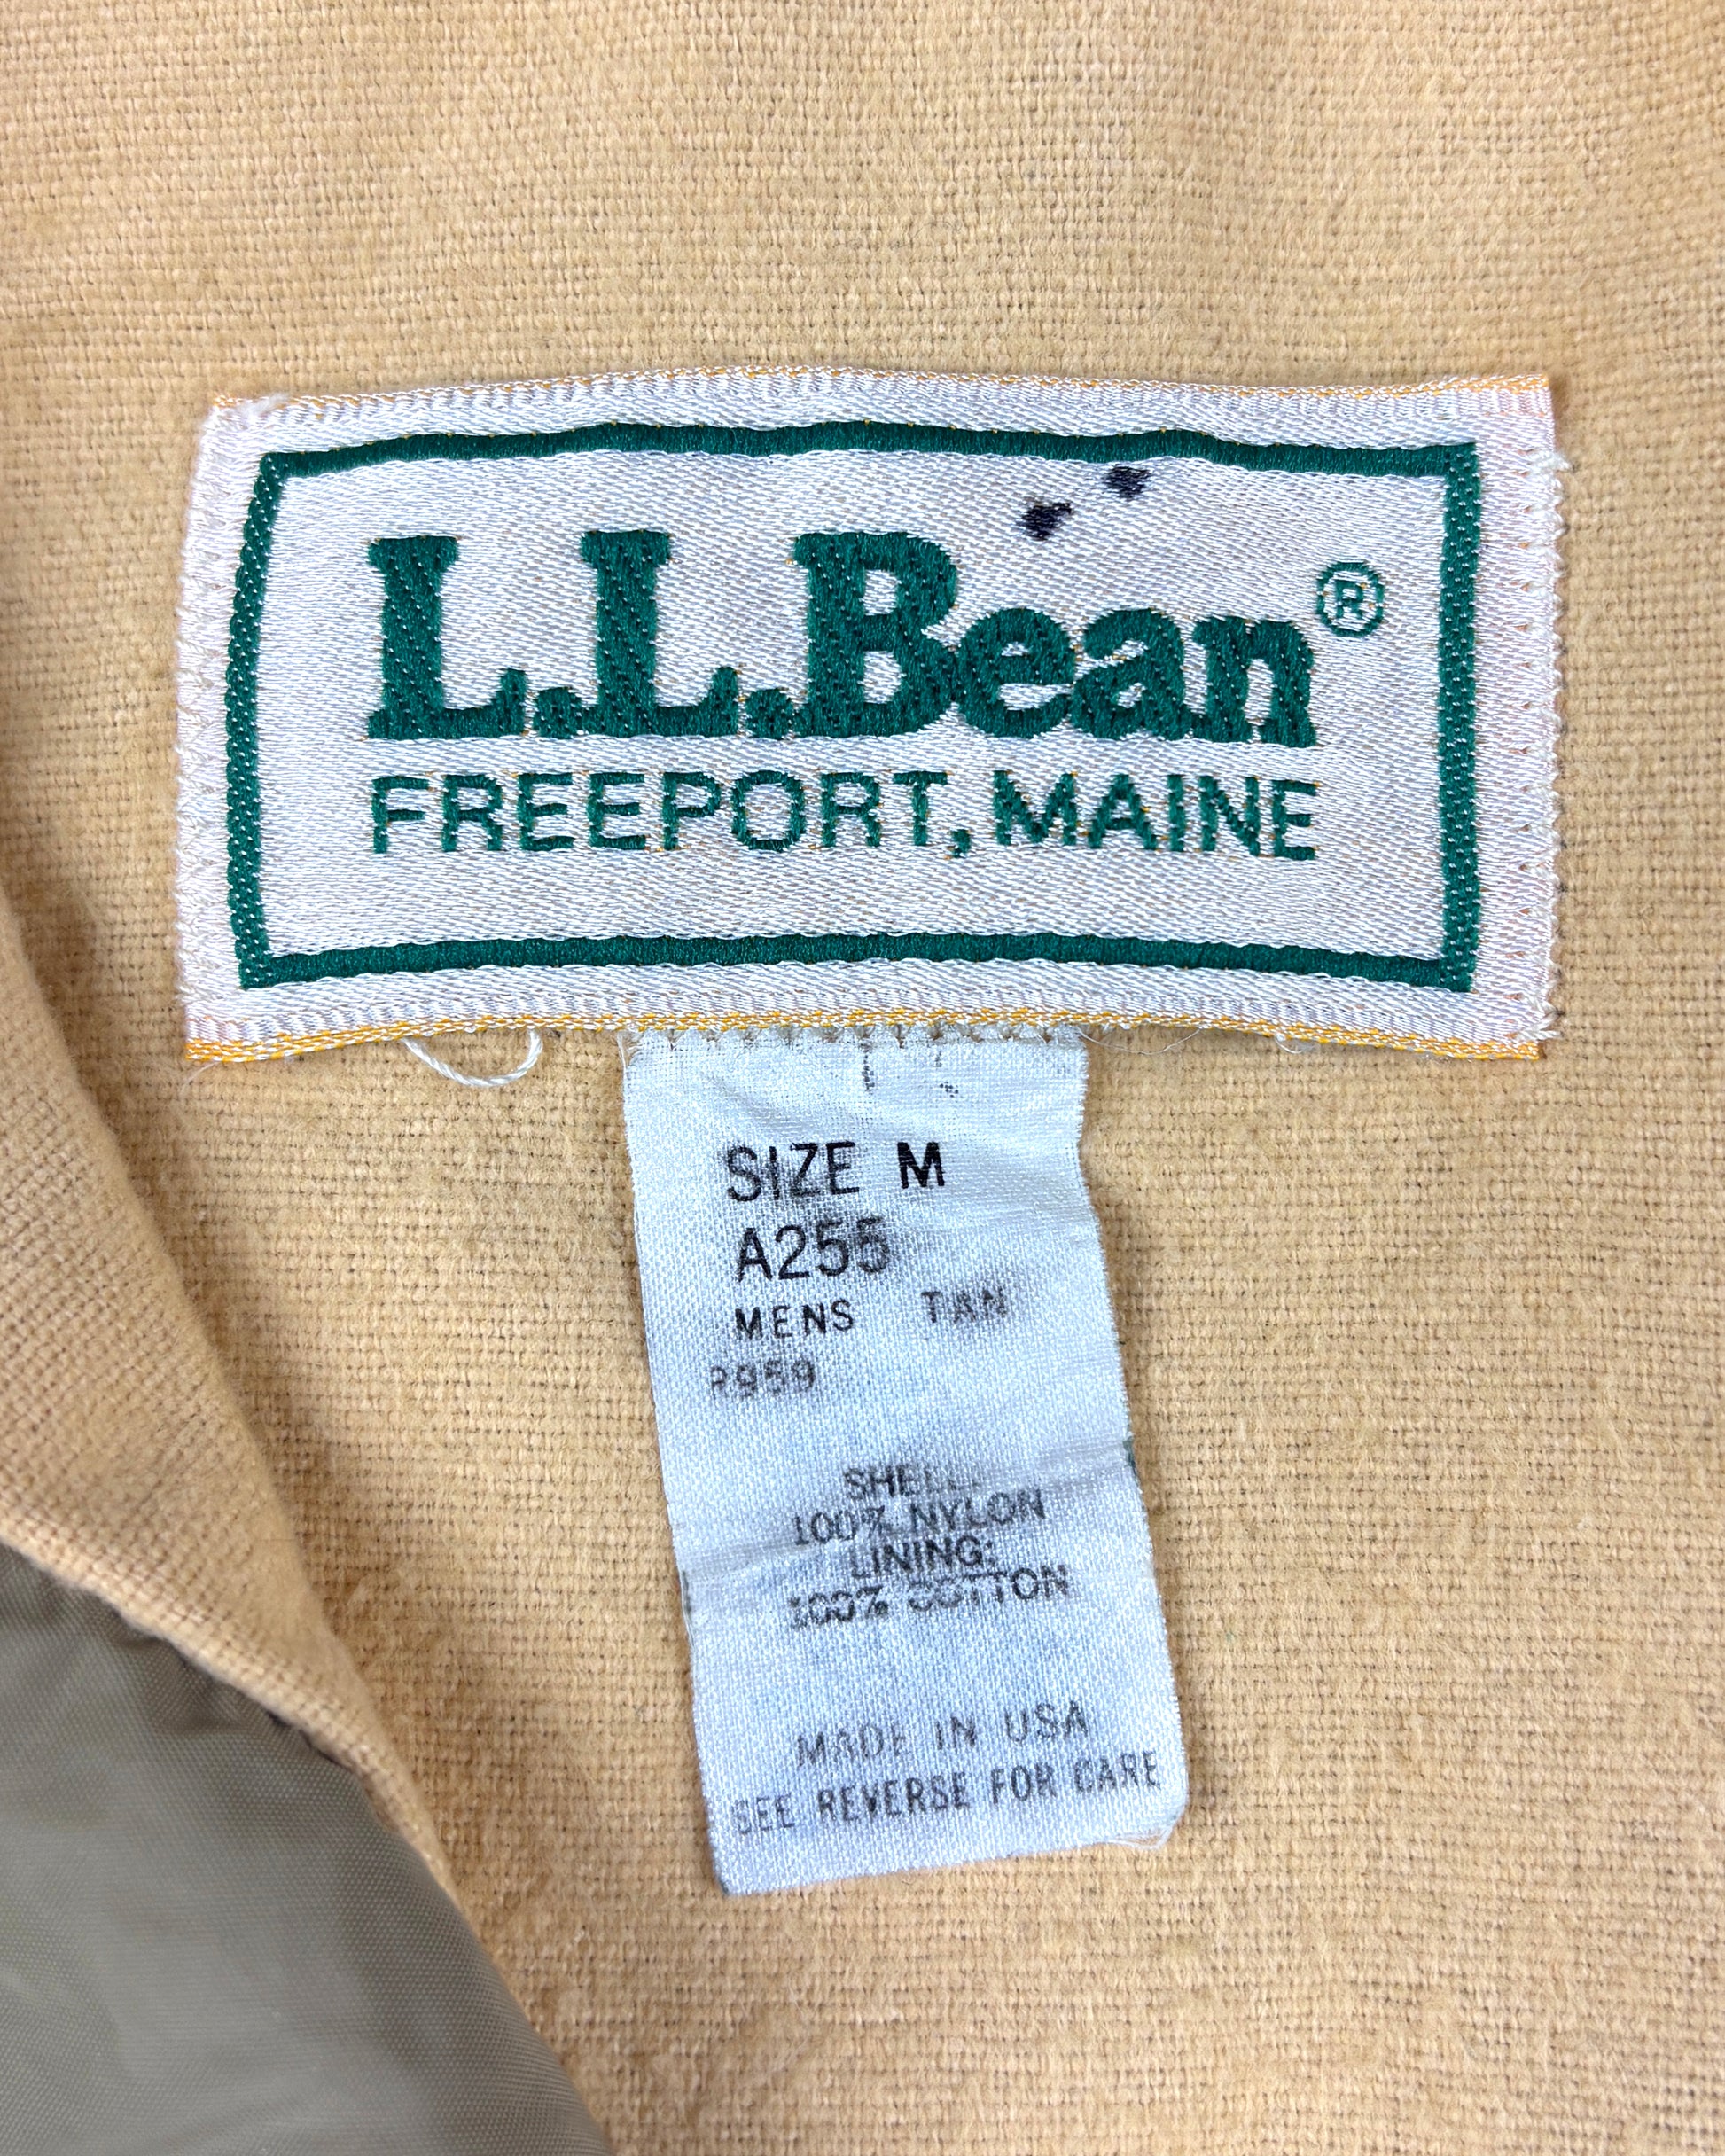 L.L.Bean®
FREEPORT, MAINE
SIZE M
A255
MENS TAN
P959
SHELL
100% NYLON
LINING:
100% COTTON
MADE IN USA
SEE REVERSE FOR CARE